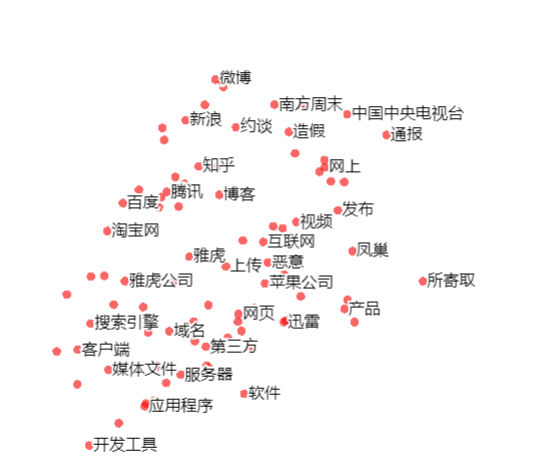 微博
南方周末
中国中央电视台
新浪
约谈
造假
通报
知乎
网上
腾讯
博客
百度
发布
视频
淘宝网
互联网
凤巢
雅虎
上传
恶意
雅虎公司
苹果公司
所寄取
产品
网页
搜索引擎
迅雷
域名
第三方
客户端
媒体文件
服务器
软件
应用程序
开发工具